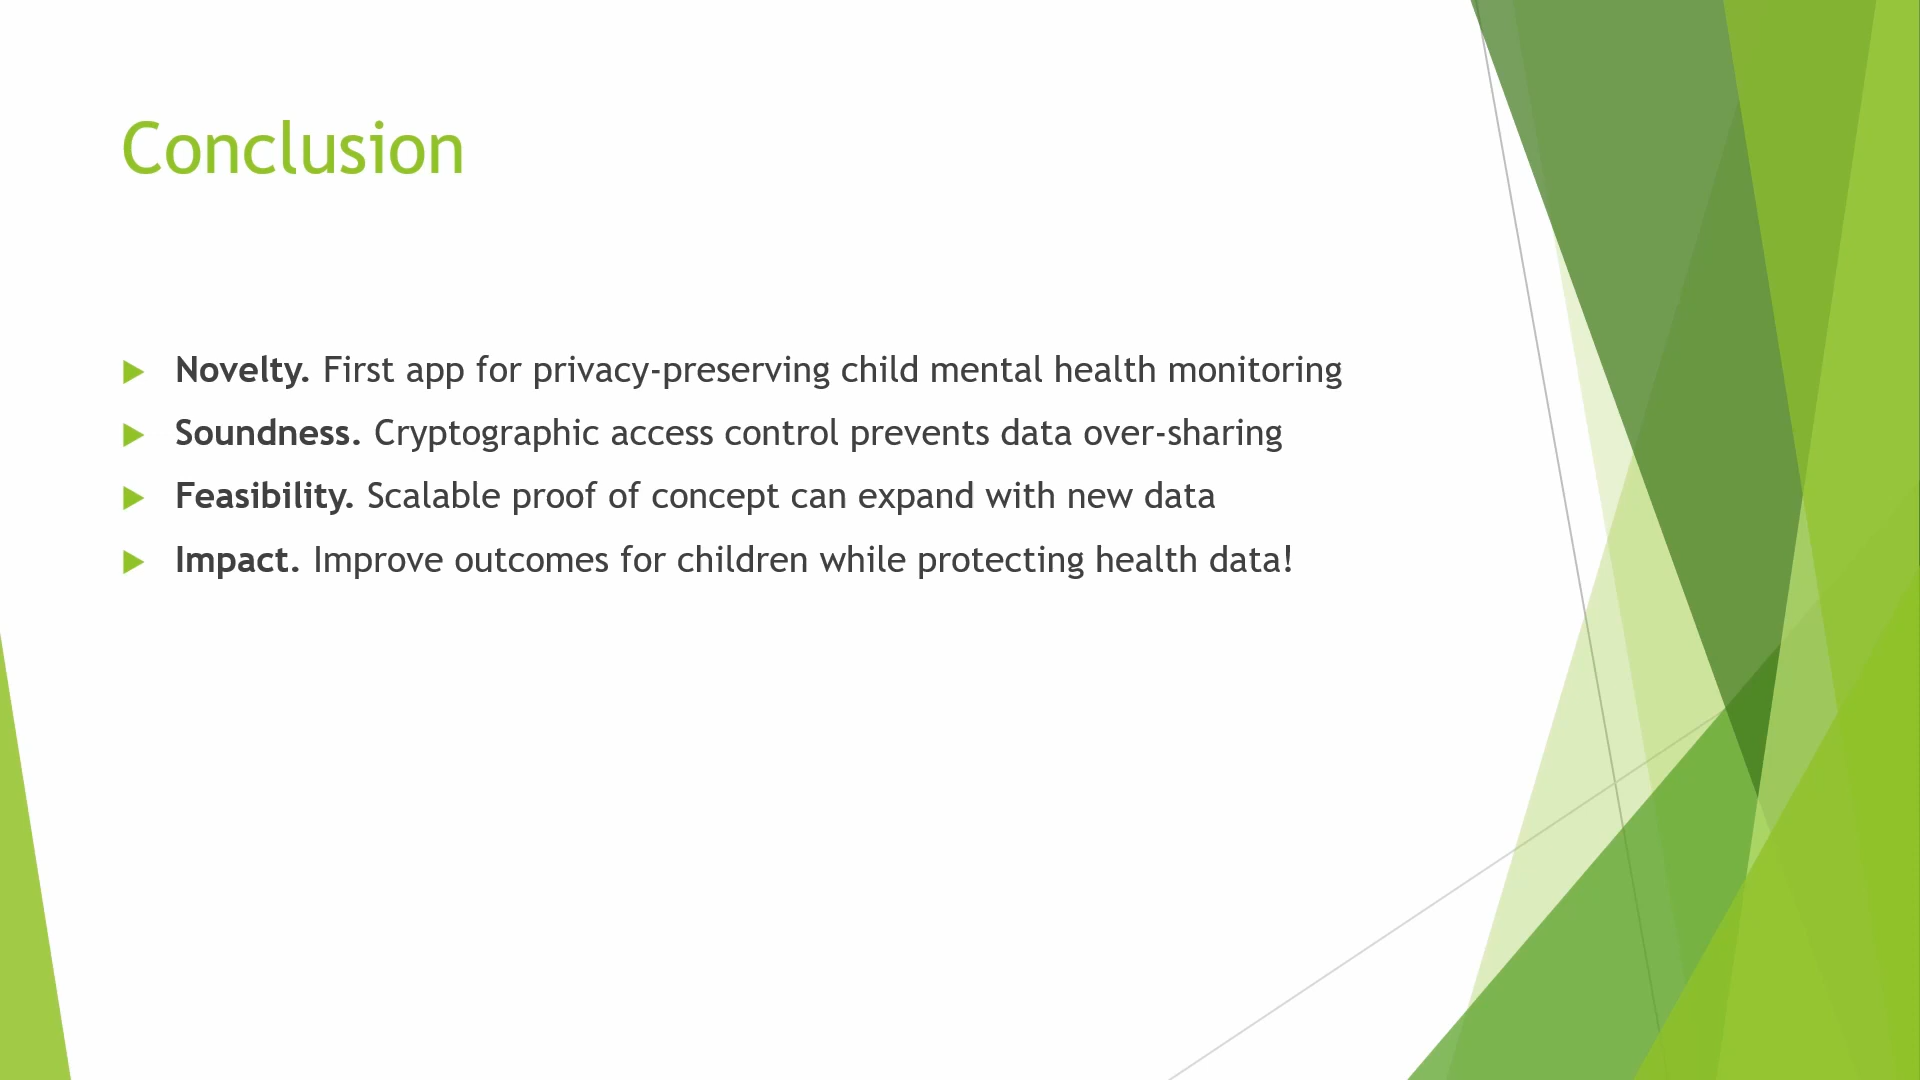 Conclusion
Novelty. First app for privacy-preserving child mental health monitoring
Soundness. Cryptographic access control prevents data over-sharing
Feasibility. Scalable proof of concept can expand with new data
Impact. Improve outcomes for children while protecting health data!